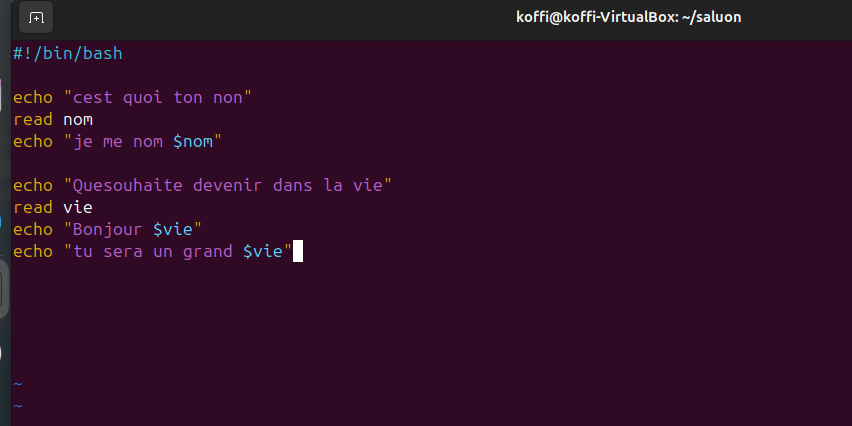 koffi@koffi-VirtualBox: ~/saluon
#!/bin/bash
echo "cest quoi ton non"
read nom
echo "je me nom $nom"
echo "Quesouhaite devenir dans la vie"
read vie
echo "Bonjour $vie"
echo "tu sera un grand $vie"
~
~